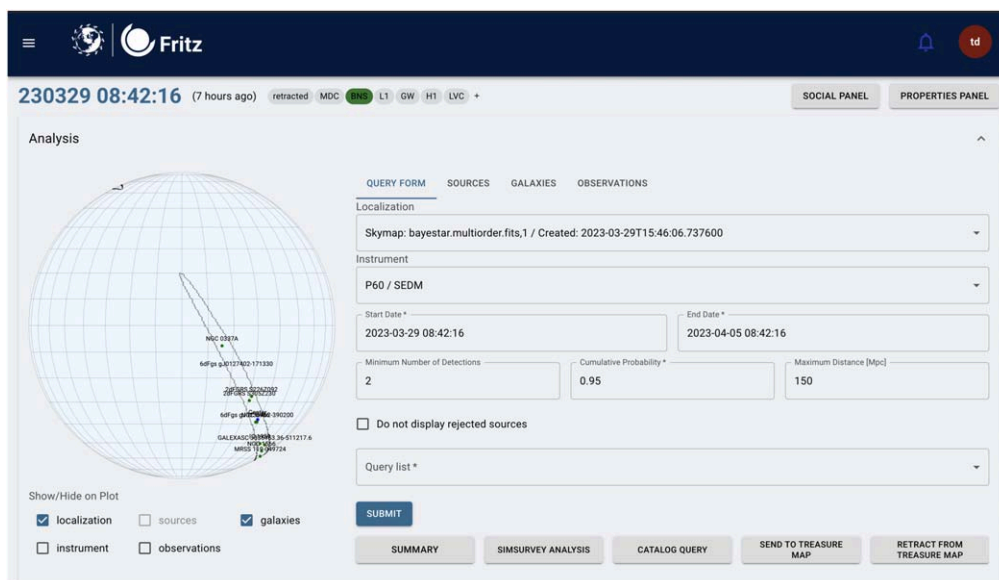 Fritz
td
230329 08:42:16 (7 hours ago) retracted MDC BNS L1 GW H1 LVC +
SOCIAL PANEL PROPERTIES PANEL
Analysis
QUERY FORM SOURCES GALAXIES OBSERVATIONS
Localization
Skymap: bayestar.multiorder.fits,1 / Created: 2023-03-29T15:46:06.737600
Instrument
P60 / SEDM
Start Date * End Date *
2023-03-29 08:42:16 2023-04-05 08:42:16
Minimum Number of Detections Cumulative Probability * Maximum Distance [Mpc]
2 0.95 150
Do not display rejected sources
Query list *
SUBMIT
SUMMARY SIMSURVEY ANALYSIS CATALOG QUERY SEND TO TREASURE MAP RETRACT FROM TREASURE MAP
NGC 0337A
6dFgs gJ0127402-171330
Show/Hide on Plot
localization sources galaxies
instrument observations